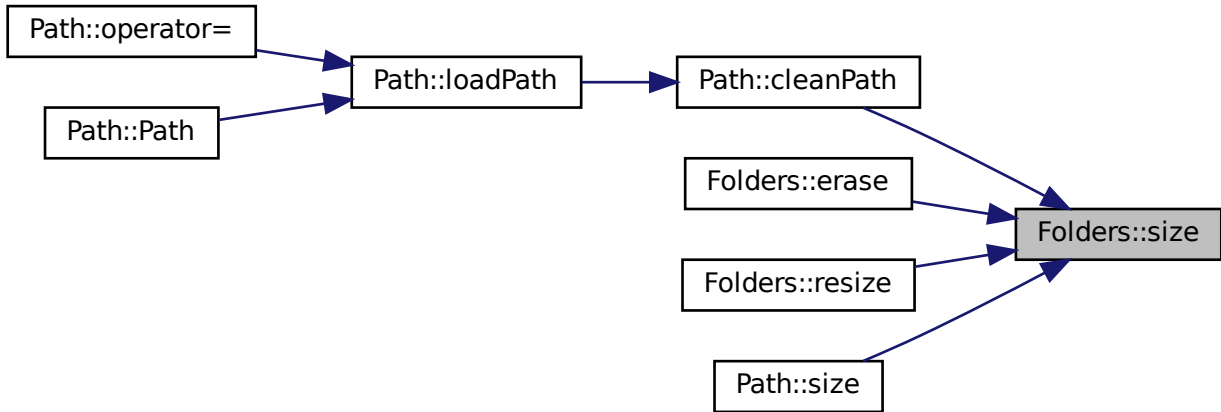 Path::operator=
Path::loadPath
Path::cleanPath
Path::Path
Folders::erase
Folders::size
Folders::resize
Path::size